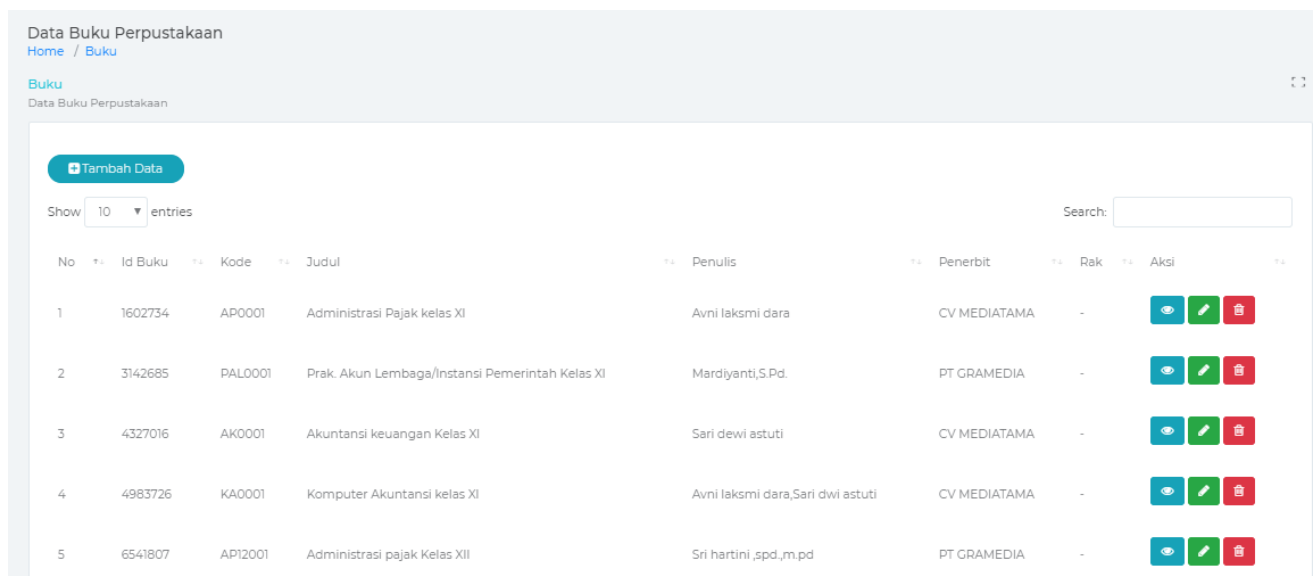 Data Buku Perpustakaan
Home / Buku
Buku
Data Buku Perpustakaan
Tambah Data
Show 10 entries Search:
No Id Buku Kode Judul Penulis Penerbit Rak Aksi
1 1602734 AP0001 Administrasi Pajak kelas XI Avni laksmi dara CV MEDIATAMA -
2 3142685 PAL0001 Prak. Akun Lembaga/Instansi Pemerintah Kelas XI Mardiyanti,S.Pd. PT GRAMEDIA -
3 4327016 AK0001 Akuntansi keuangan Kelas XI Sari dewi astuti CV MEDIATAMA -
4 4983726 KA0001 Komputer Akuntansi kelas XI Avni laksmi dara,Sari dwi astuti CV MEDIATAMA -
5 6541807 AP12001 Administrasi pajak Kelas XII Sri hartini ,spd.,m.pd PT GRAMEDIA -